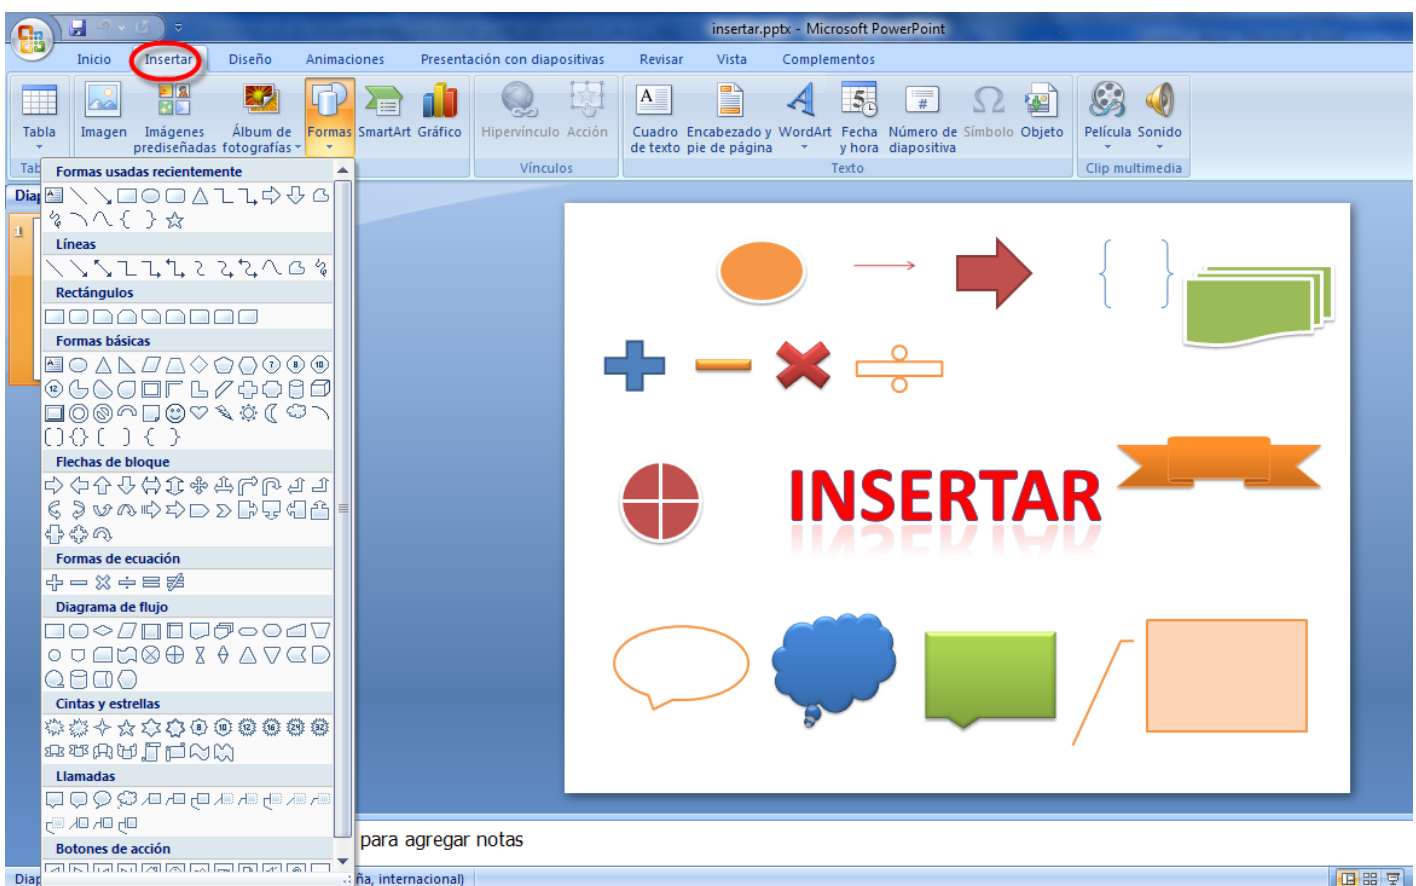 insertar.pptx - Microsoft PowerPoint
Inicio Insertar Diseño Animaciones Presentación con diapositivas Revisar Vista Complementos
Tabla Imagen Imágenes prediseñadas Álbum de fotografías Formas SmartArt Gráfico Hipervínculo Acción Cuadro de texto Encabezado y pie de página WordArt Fecha y hora Número de diapositiva Símbolo Objeto Película Sonido
Vínculos Texto Clip multimedia
Formas usadas recientemente
Líneas
Rectángulos
Formas básicas
Flechas de bloque
Formas de ecuación
Diagrama de flujo
Cintas y estrellas
Llamadas
Botones de acción
1
INSERTAR
para agregar notas
internacional)